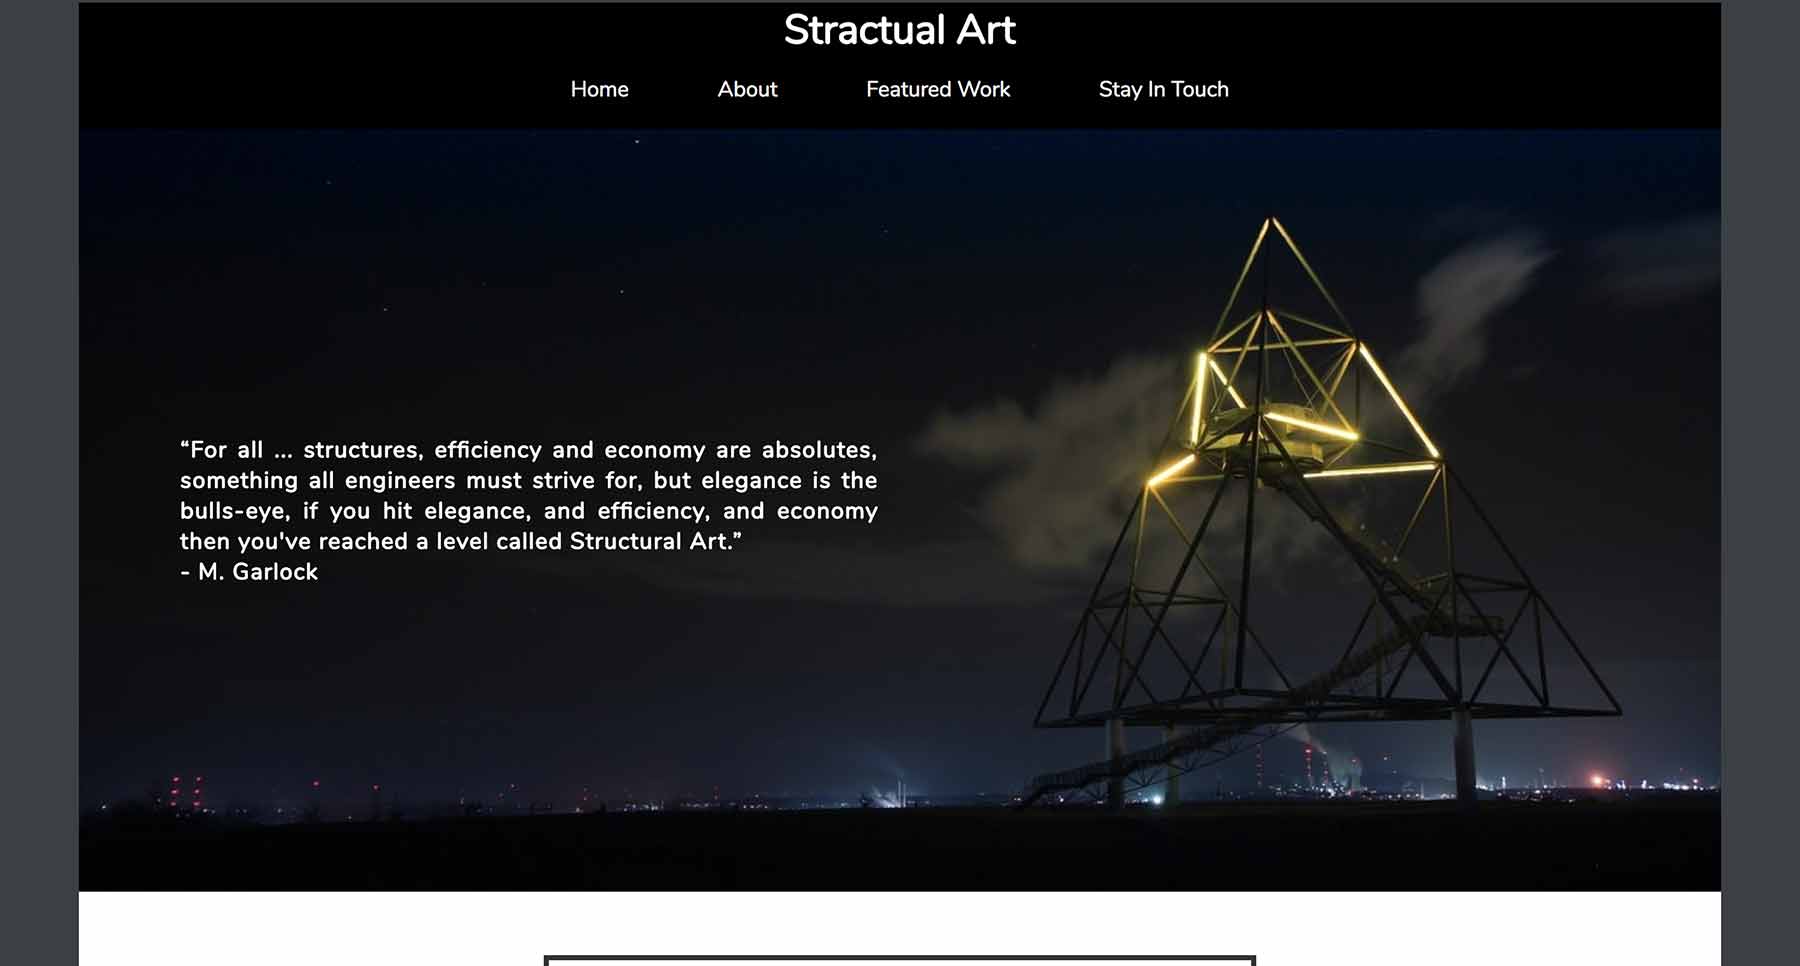 Stractual Art
Home About Featured Work Stay In Touch
“For all ... structures, efficiency and economy are absolutes,
something all engineers must strive for, but elegance is the
bulls-eye, if you hit elegance, and efficiency, and economy
then you've reached a level called Structural Art.”
- M. Garlock